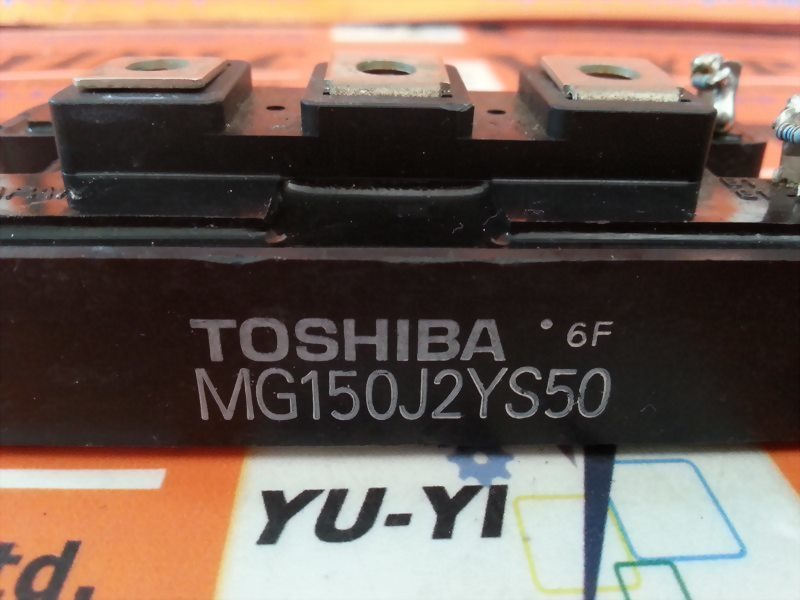 TOSHIBA 6F
MG150J2YS50
YU-YI
td.